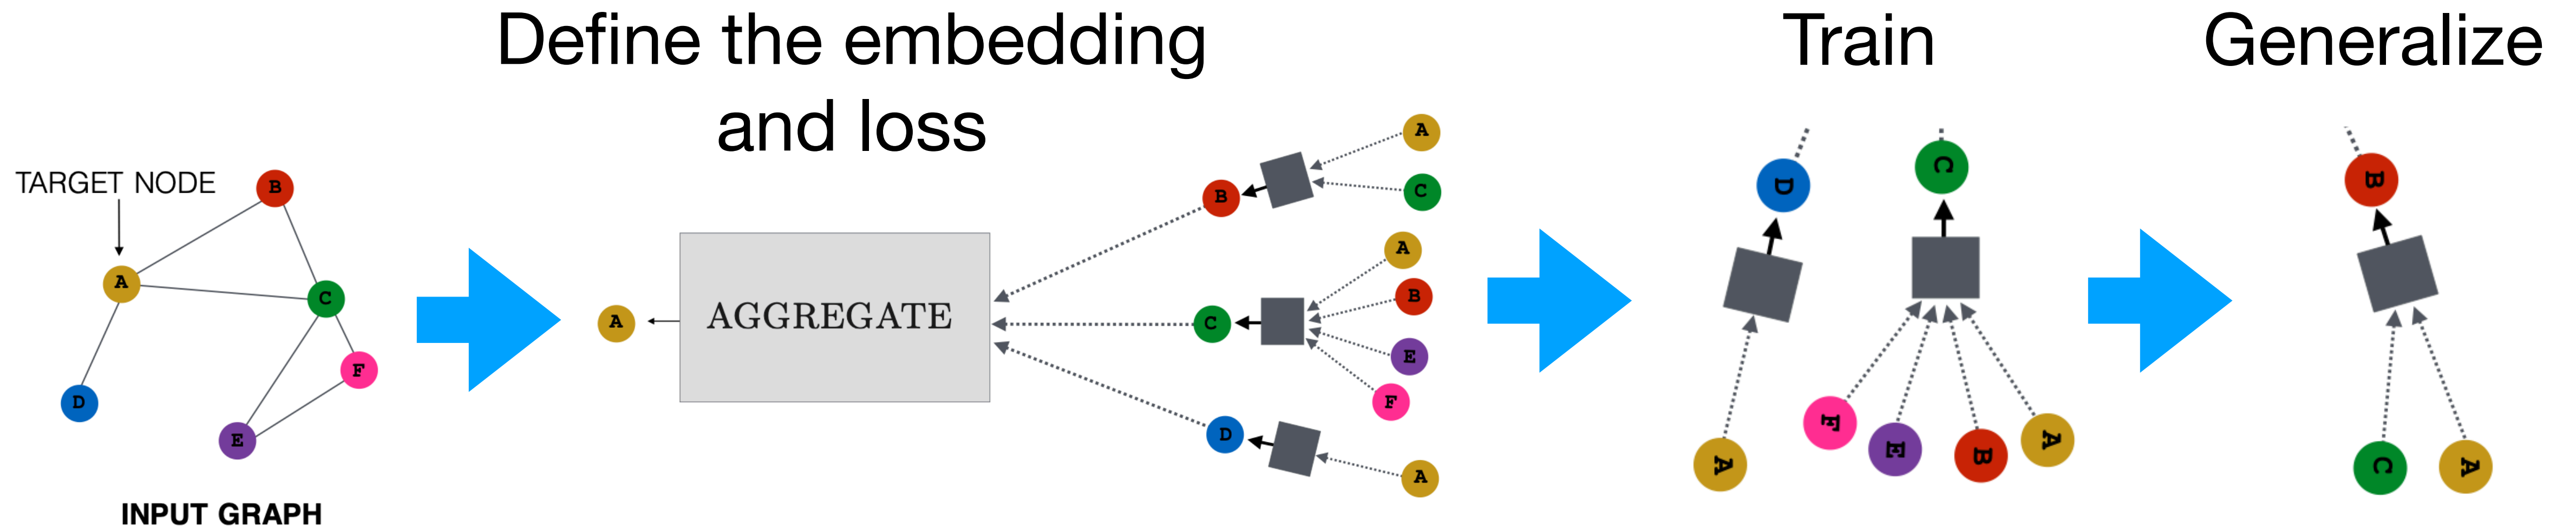 Define the embedding
and loss
Train
Generalize
TARGET NODE
B
A
C
F
D
E
INPUT GRAPH
A
AGGREGATE
B
A
C
C
A
B
E
F
D
A
D
A
C
F
E
B
A
B
C
A